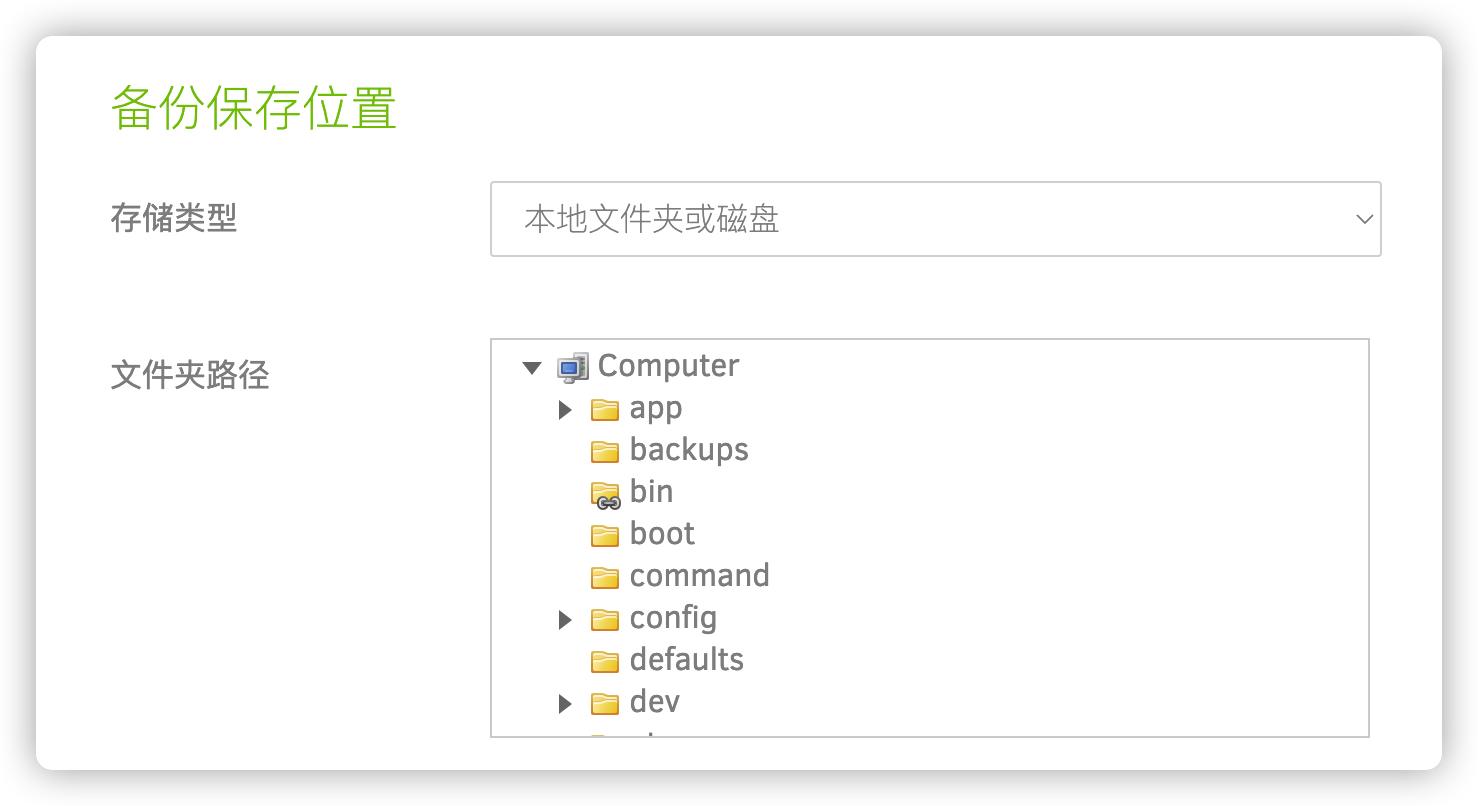 备份保存位置
存储类型
本地文件夹或磁盘
文件夹路径
Computer
app
backups
bin
boot
command
config
defaults
dev